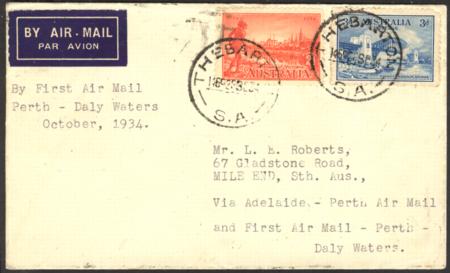 BY AIR-MAIL
PAR AVION
AUSTRALIA
AUSTRALIA
3d
THEBARTON
S.A.
THEBARTON
S.A.
By First Air Mail
Perth - Daly Waters
October, 1934.
Mr. L. E. Roberts,
67 Gladstone Road,
MILE END, Sth. Aus.,
Via Adelaide - Perth Air Mail
and First Air Mail - Perth -
Daly Waters.